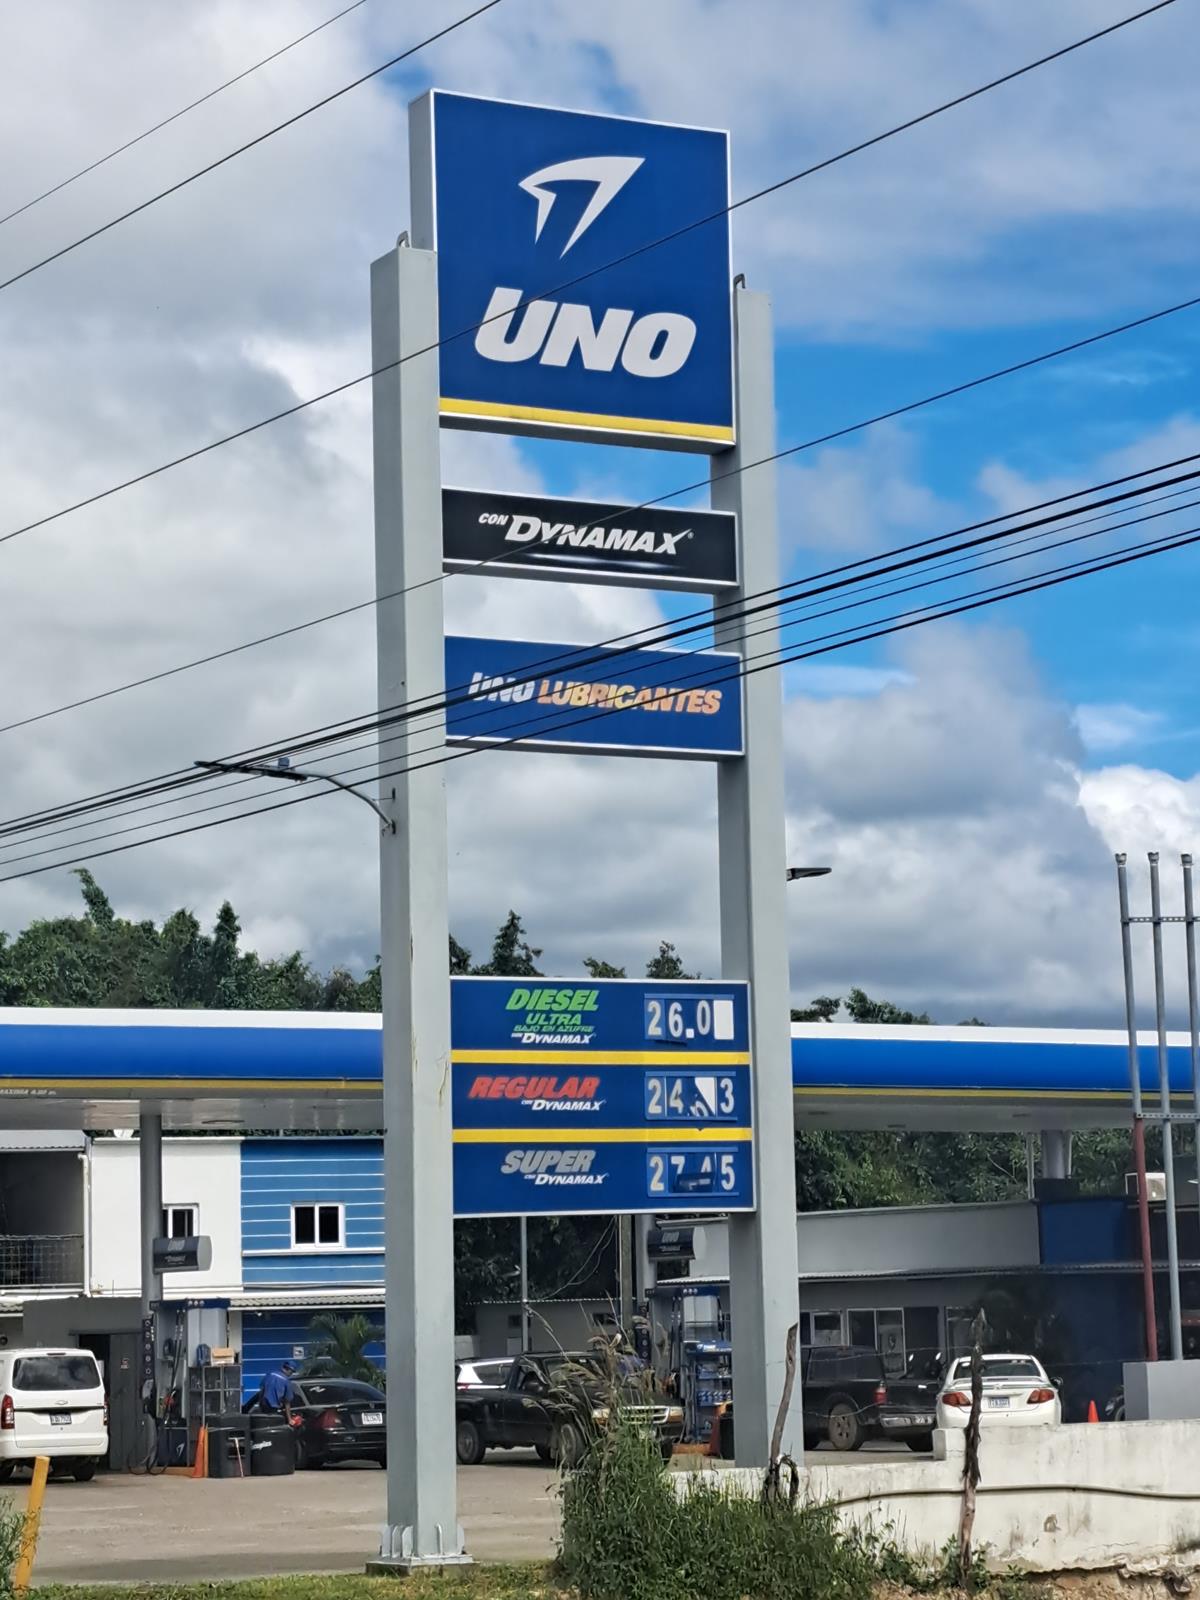 UNO
CON DYNAMAX®
UNO LUBRICANTES
DIESEL
ULTRA
BAJO EN AZUFRE
CON DYNAMAX
26.0
REGULAR
CON DYNAMAX
24. 3
SUPER
CON DYNAMAX
27.45
UNO